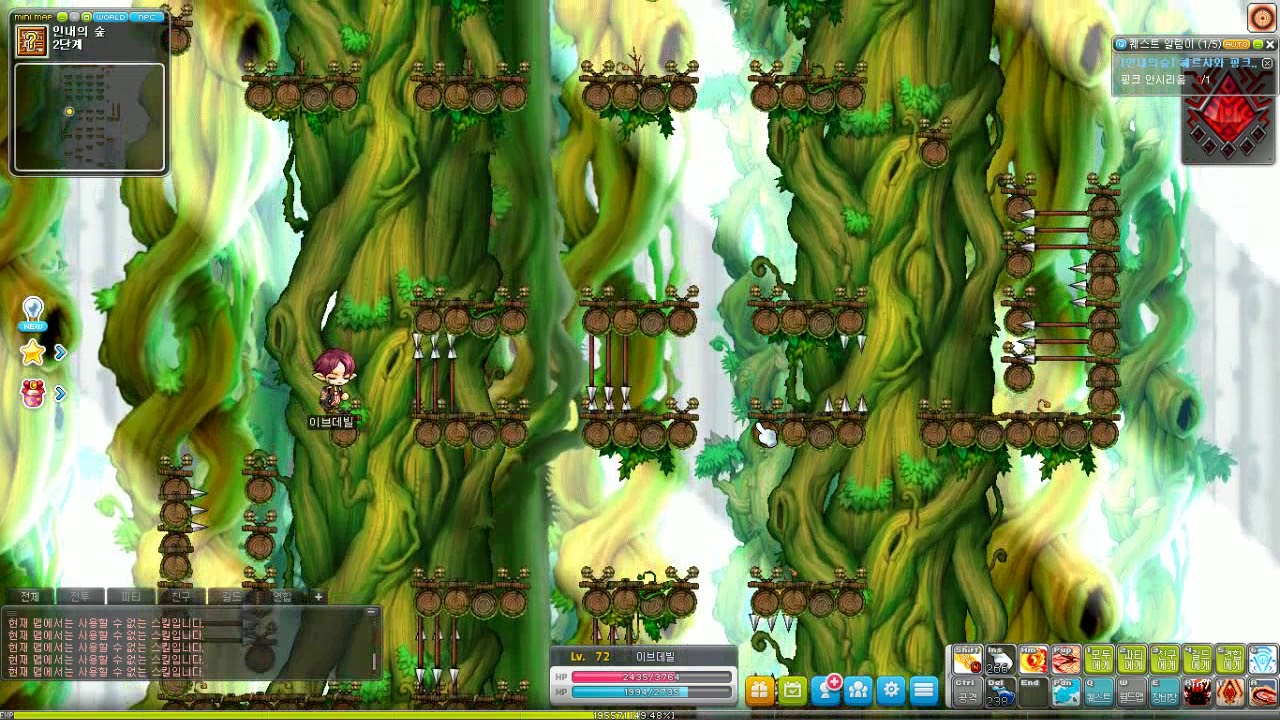 MINI MAP WORLD NPC
인내의 숲
2단계
퀘스트 알림이 (1/5) AUTO
핑크 안시리움 /1
NEW
이브데빌
전체 전투 파티 친구 길드 연합 +
현재 맵에서는 사용할 수 없는 스킬입니다.
현재 맵에서는 사용할 수 없는 스킬입니다.
현재 맵에서는 사용할 수 없는 스킬입니다.
현재 맵에서는 사용할 수 없는 스킬입니다.
현재 맵에서는 사용할 수 없는 스킬입니다.
Lv. 72 이브데빌
HP 2435/3764
MP 1994/2735
Shift Ins Hm Pup
Ctrl Del End Pdn Q W E R
공격 238 퀘스트 월드맵 장비창
EXP 195571 [49.48%]